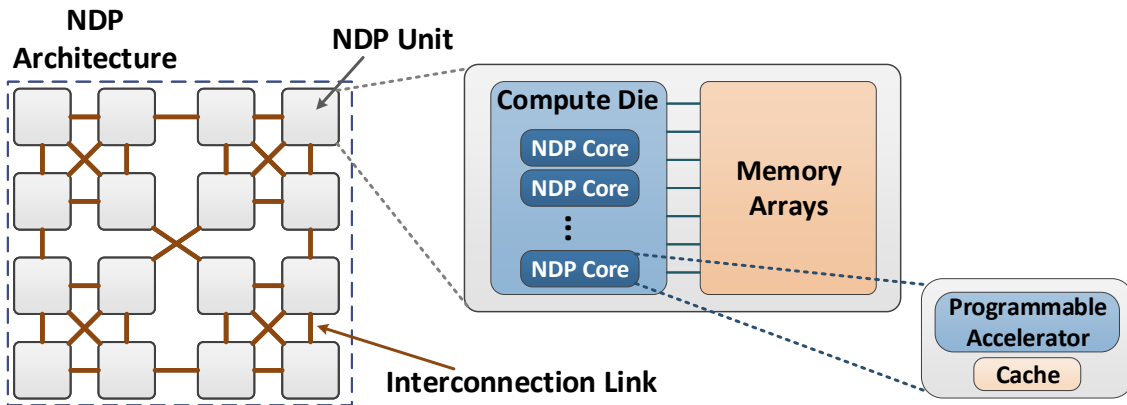 NDP
Architecture
NDP Unit
Compute Die
NDP Core
NDP Core
⋮
NDP Core
Memory
Arrays
Programmable
Accelerator
Cache
Interconnection Link